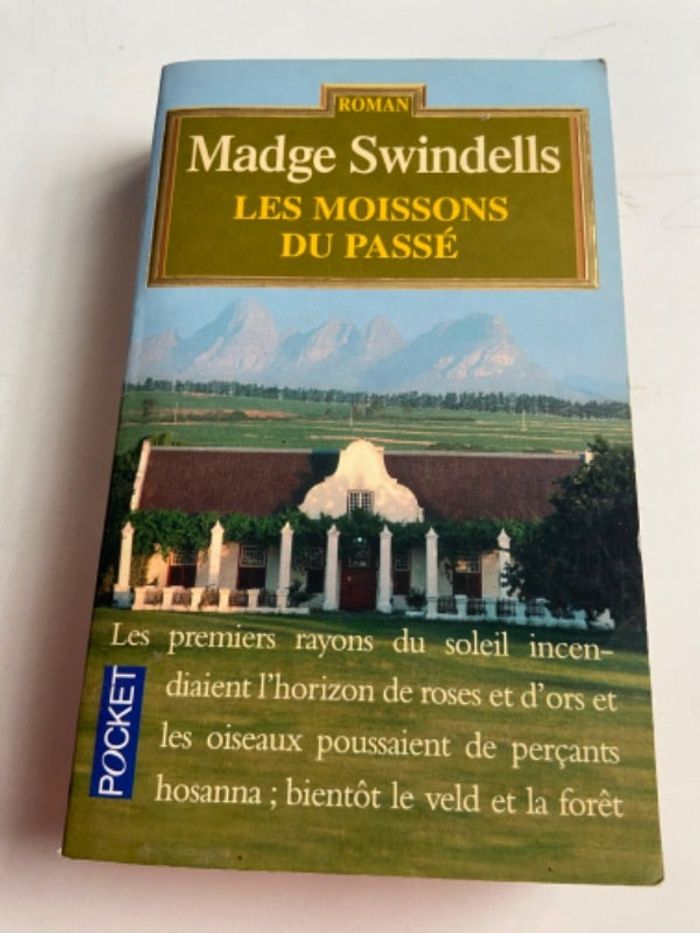 ROMAN
Madge Swindells
LES MOISSONS
DU PASSÉ
Les premiers rayons du soleil incen-
diaient l'horizon de roses et d'ors et
les oiseaux poussaient de perçants
hosanna ; bientôt le veld et la forêt
POCKET